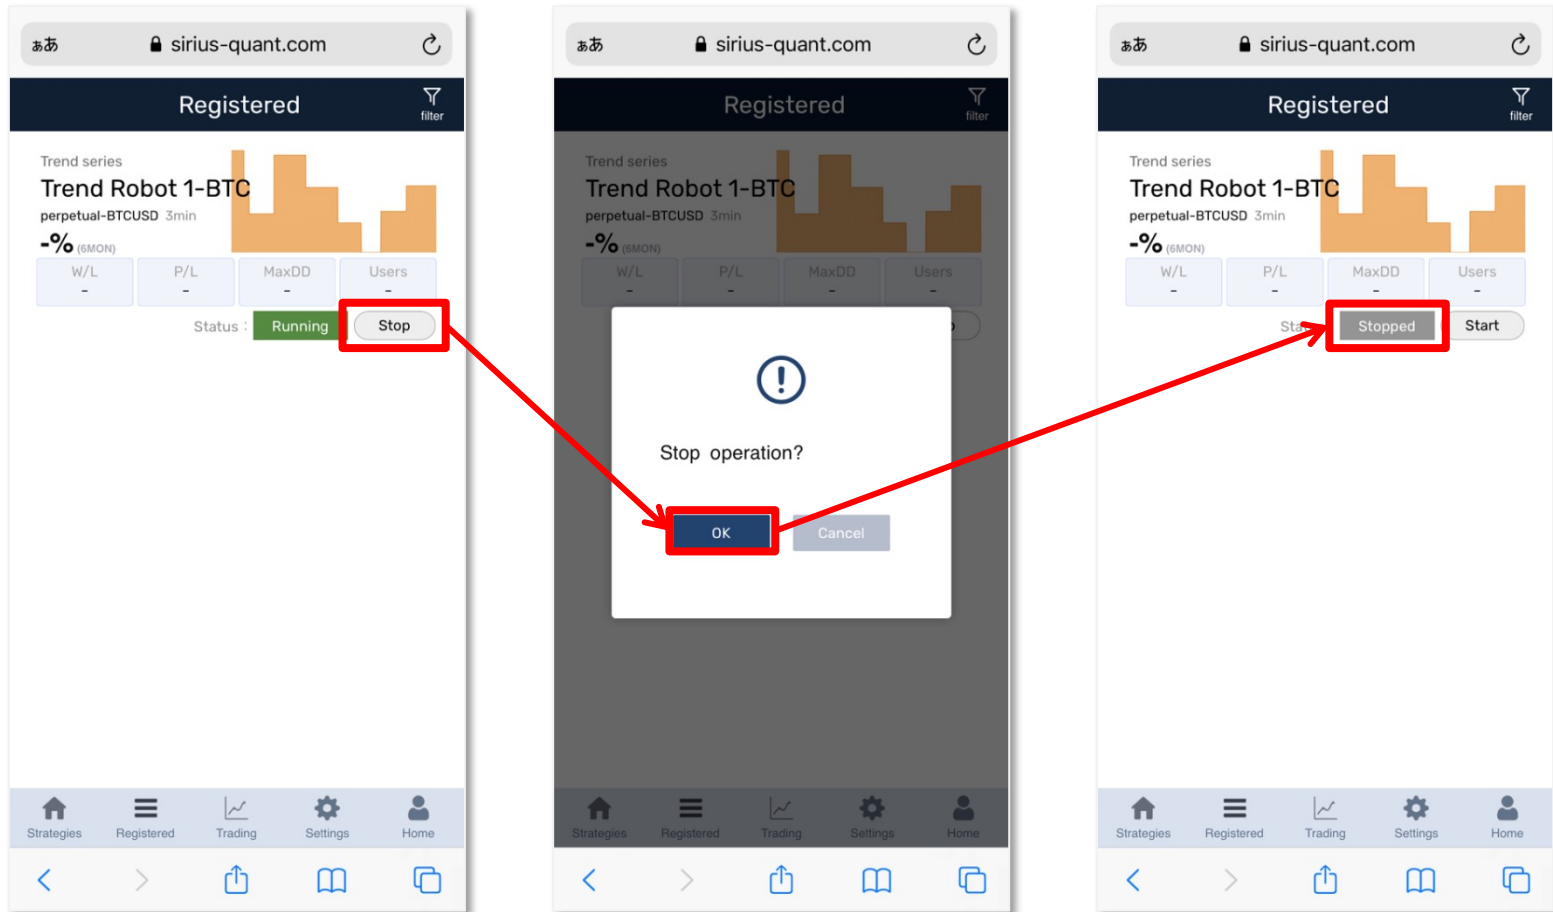 ぁあ sirius-quant.com
Registered
filter
Trend series
Trend Robot 1-BTC
perpetual-BTCUSD 3min
-% (6MON)
W/L P/L MaxDD Users
- - - -
Status : Running Stop
Strategies Registered Trading Settings Home
ぁあ sirius-quant.com
Registered
filter
Trend series
Trend Robot 1-BTC
perpetual-BTCUSD 3min
-% (6MON)
W/L P/L MaxDD Users
- - - -
Stop operation?
OK Cancel
Strategies Registered Trading Settings Home
ぁあ sirius-quant.com
Registered
filter
Trend series
Trend Robot 1-BTC
perpetual-BTCUSD 3min
-% (6MON)
W/L P/L MaxDD Users
- - - -
Stopped Start
Strategies Registered Trading Settings Home